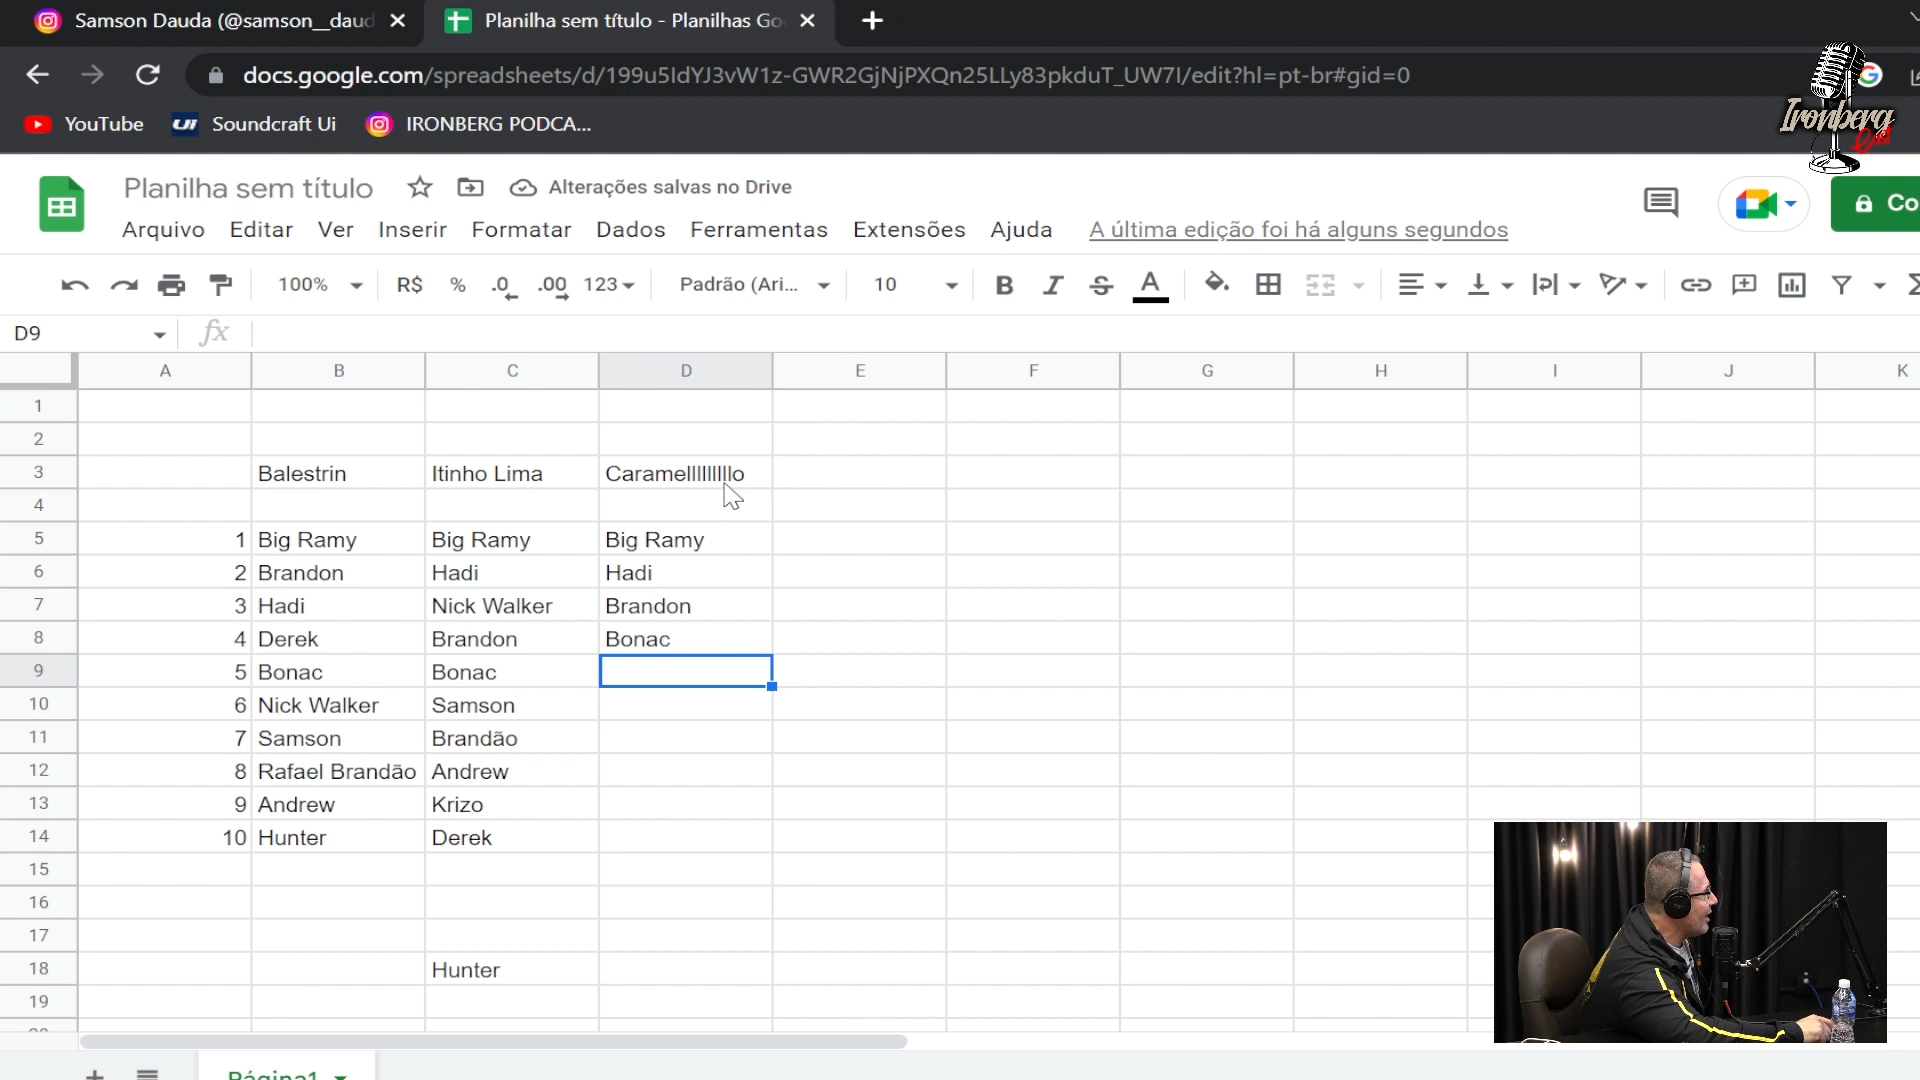 Samson Dauda (@samson__daud
Planilha sem título - Planilhas Go
docs.google.com/spreadsheets/d/199u5IdYJ3vW1z-GWR2GjNjPXQn25LLy83pkduT_UW7I/edit?hl=pt-br#gid=0
YouTube
Soundcraft Ui
IRONBERG PODCA...
Ironberg
Cast
Planilha sem título
Alterações salvas no Drive
Co
Arquivo Editar Ver Inserir Formatar Dados Ferramentas Extensões Ajuda A última edição foi há alguns segundos
100% R$ % .0 .00 123 Padrão (Ari... 10 B I S A
D9 fx
A B C D E F G H I J K
1
2
3 Balestrin Itinho Lima Caramelllllllllo
4
5 1 Big Ramy Big Ramy Big Ramy
6 2 Brandon Hadi Hadi
7 3 Hadi Nick Walker Brandon
8 4 Derek Brandon Bonac
9 5 Bonac Bonac
10 6 Nick Walker Samson
11 7 Samson Brandão
12 8 Rafael Brandão Andrew
13 9 Andrew Krizo
14 10 Hunter Derek
15
16
17
18 Hunter
19
20
Página1